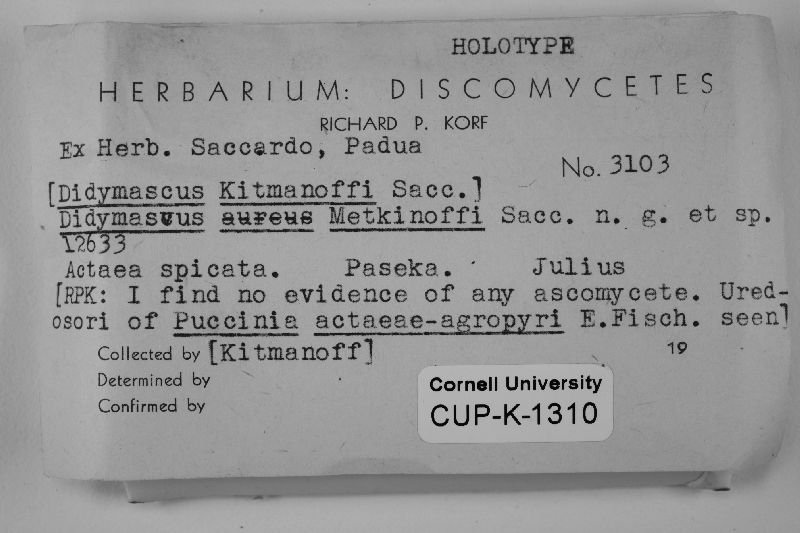 HOLOTYPE
HERBARIUM: DISCOMYCETES
RICHARD P. KORF
Ex Herb. Saccardo, Padua
No. 3103
[Didymascus Kitmanoffi Sacc.]
Didymasvus aureus Metkinoffi Sacc. n. g. et sp.
12633
Actaea spicata. Paseka. Julius
[RPK: I find no evidence of any ascomycete. Ured-
osori of Puccinia actaeae-agropyri E.Fisch. seen]
Collected by [Kitmanoff] 19
Determined by
Confirmed by
Cornell University
CUP-K-1310